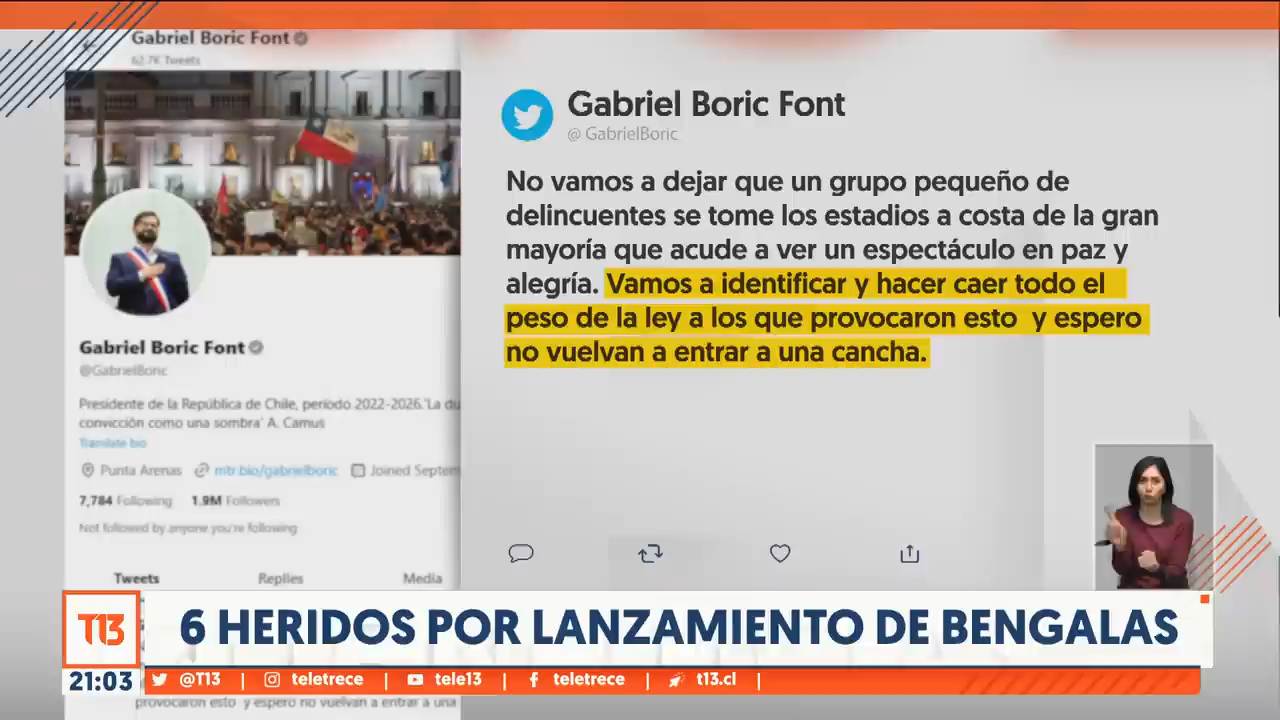 Gabriel Boric Font
62.7K Tweets
Gabriel Boric Font
@GabrielBoric
Presidente de la República de Chile, período 2022-2026.'La du
convicción como una sombra' A. Camus
Translate bio
Punta Arenas mtr.bio/gabrielboric Joined Septem
7,784 Following 1.9M Followers
Not followed by anyone you're following
Tweets Replies Media
Gabriel Boric Font
@ GabrielBoric
No vamos a dejar que un grupo pequeño de
delincuentes se tome los estadios a costa de la gran
mayoría que acude a ver un espectáculo en paz y
alegría. Vamos a identificar y hacer caer todo el
peso de la ley a los que provocaron esto y espero
no vuelvan a entrar a una cancha.
T13
6 HERIDOS POR LANZAMIENTO DE BENGALAS
21:03 @T13 | teletrece | tele13 | teletrece | t13.cl |
provocaron esto y espero no vuelvan a entrar a una